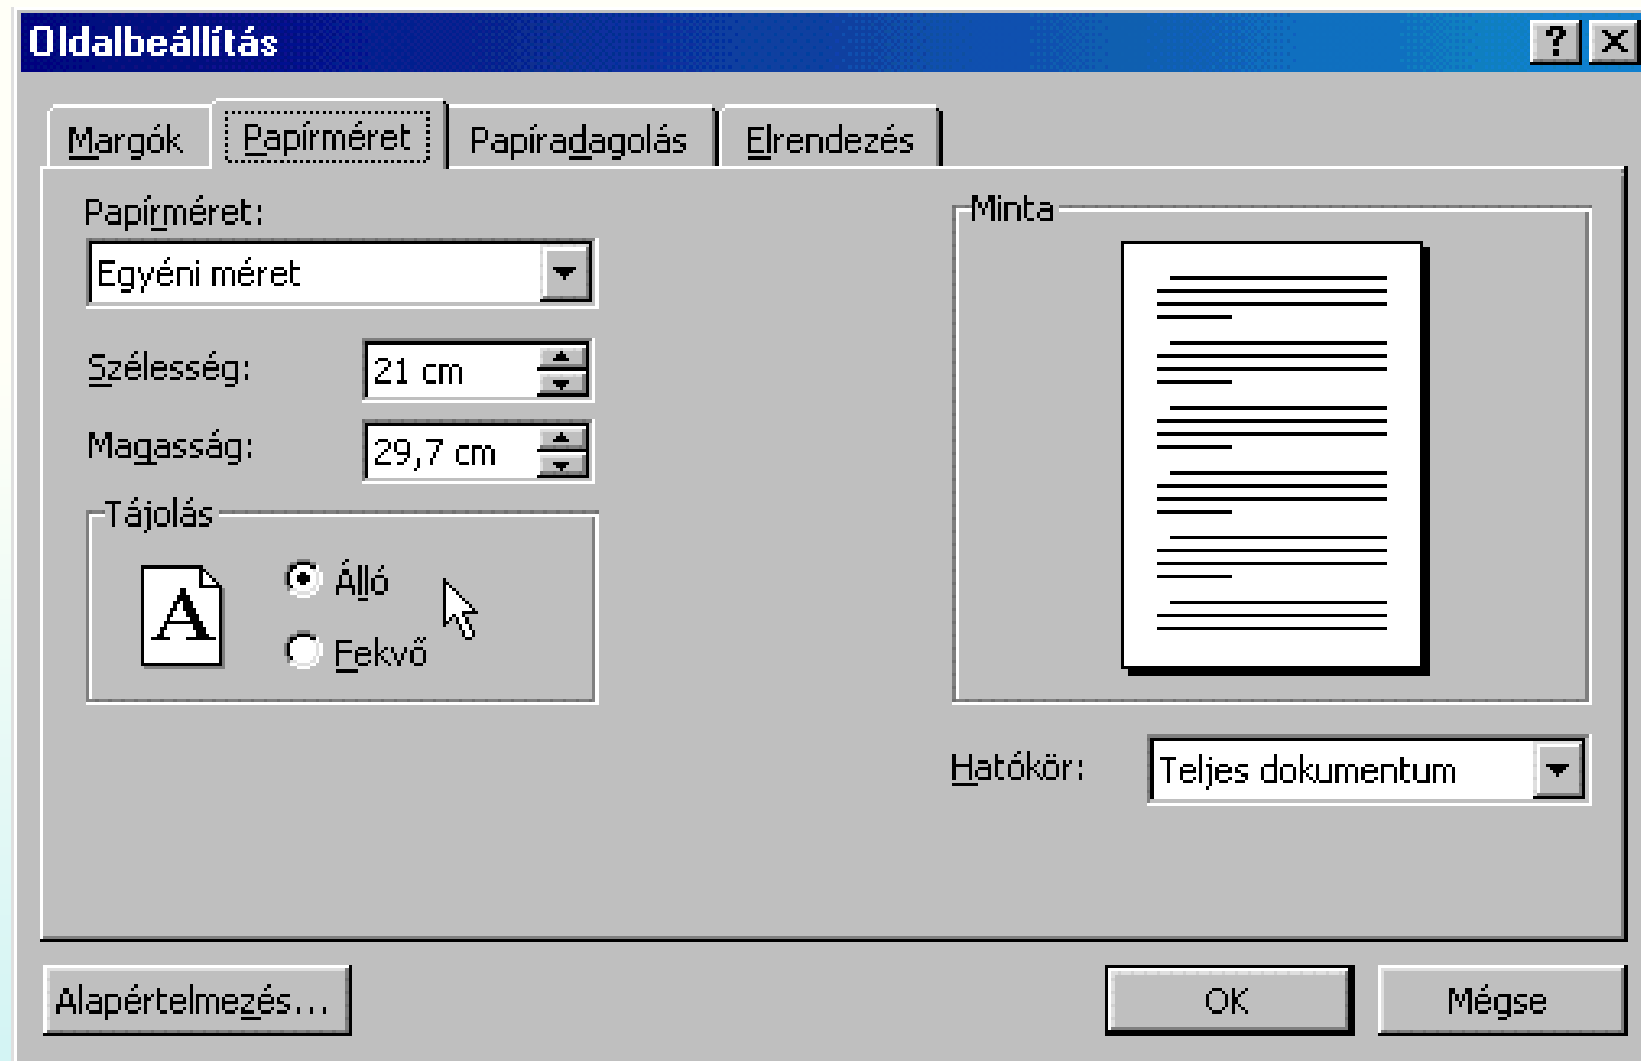 Oldalbeállítás
Margók Papírméret Papíradagolás Elrendezés
Papírméret:
Egyéni méret
Szélesség: 21 cm
Magasság: 29,7 cm
Tájolás
A
Álló
Fekvő
Minta
Hatókör: Teljes dokumentum
Alapértelmezés... OK Mégse